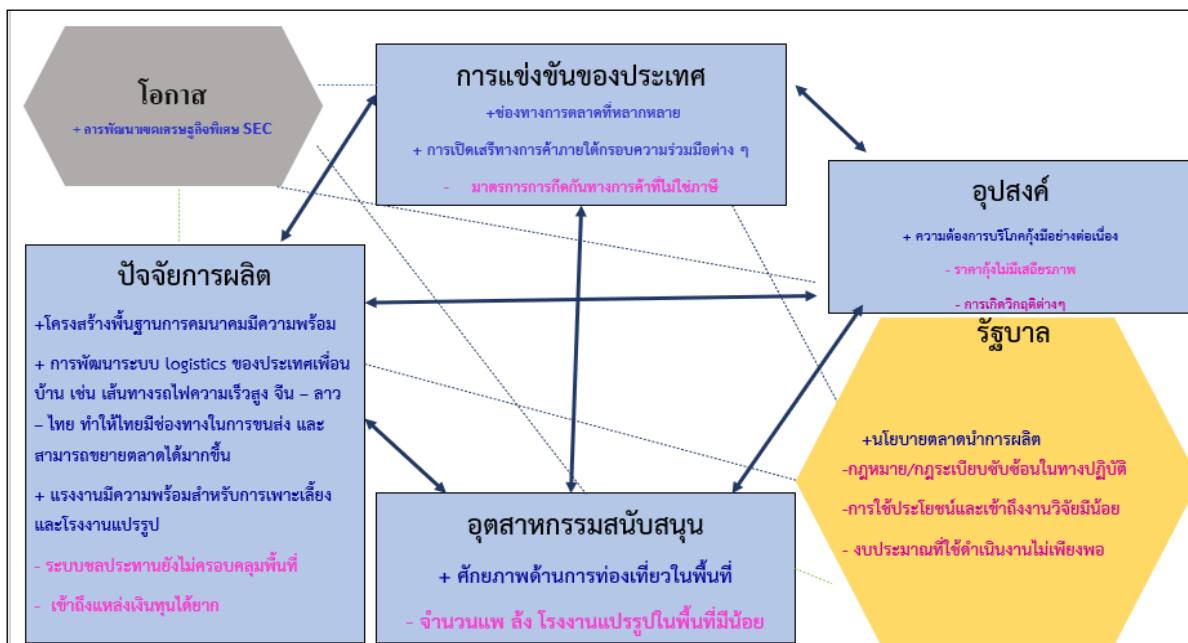 โอกาส
+ การพัฒนาเขตเศรษฐกิจพิเศษ SEC
การแข่งขันของประเทศ
+ช่องทางการตลาดที่หลากหลาย
+ การเปิดเสรีทางการค้าภายใต้กรอบความร่วมมือต่าง ๆ
- มาตรการการกีดกันทางการค้าที่ไม่ใช่ภาษี
อุปสงค์
+ ความต้องการบริโภคกุ้งมีอย่างต่อเนื่อง
- ราคากุ้งไม่มีเสถียรภาพ
- การเกิดวิกฤติต่างๆ
ปัจจัยการผลิต
+โครงสร้างพื้นฐานการคมนาคมมีความพร้อม
+ การพัฒนาระบบ logistics ของประเทศเพื่อน
บ้าน เช่น เส้นทางรถไฟความเร็วสูง จีน – ลาว
– ไทย ทำให้ไทยมีช่องทางในการขนส่ง และ
สามารถขยายตลาดได้มากขึ้น
+ แรงงานมีความพร้อมสำหรับการเพาะเลี้ยง
และโรงงานแปรรูป
- ระบบชลประทานยังไม่ครอบคลุมพื้นที่
- เข้าถึงแหล่งเงินทุนได้ยาก
อุตสาหกรรมสนับสนุน
+ ศักยภาพด้านการท่องเที่ยวในพื้นที่
- จำนวนแพ ล้ง โรงงานแปรรูปในพื้นที่มีน้อย
รัฐบาล
+นโยบายตลาดนำการผลิต
-กฎหมาย/กฎระเบียบซับซ้อนในทางปฏิบัติ
-การใช้ประโยชน์และเข้าถึงงานวิจัยมีน้อย
- งบประมาณที่ใช้ดำเนินงานไม่เพียงพอ